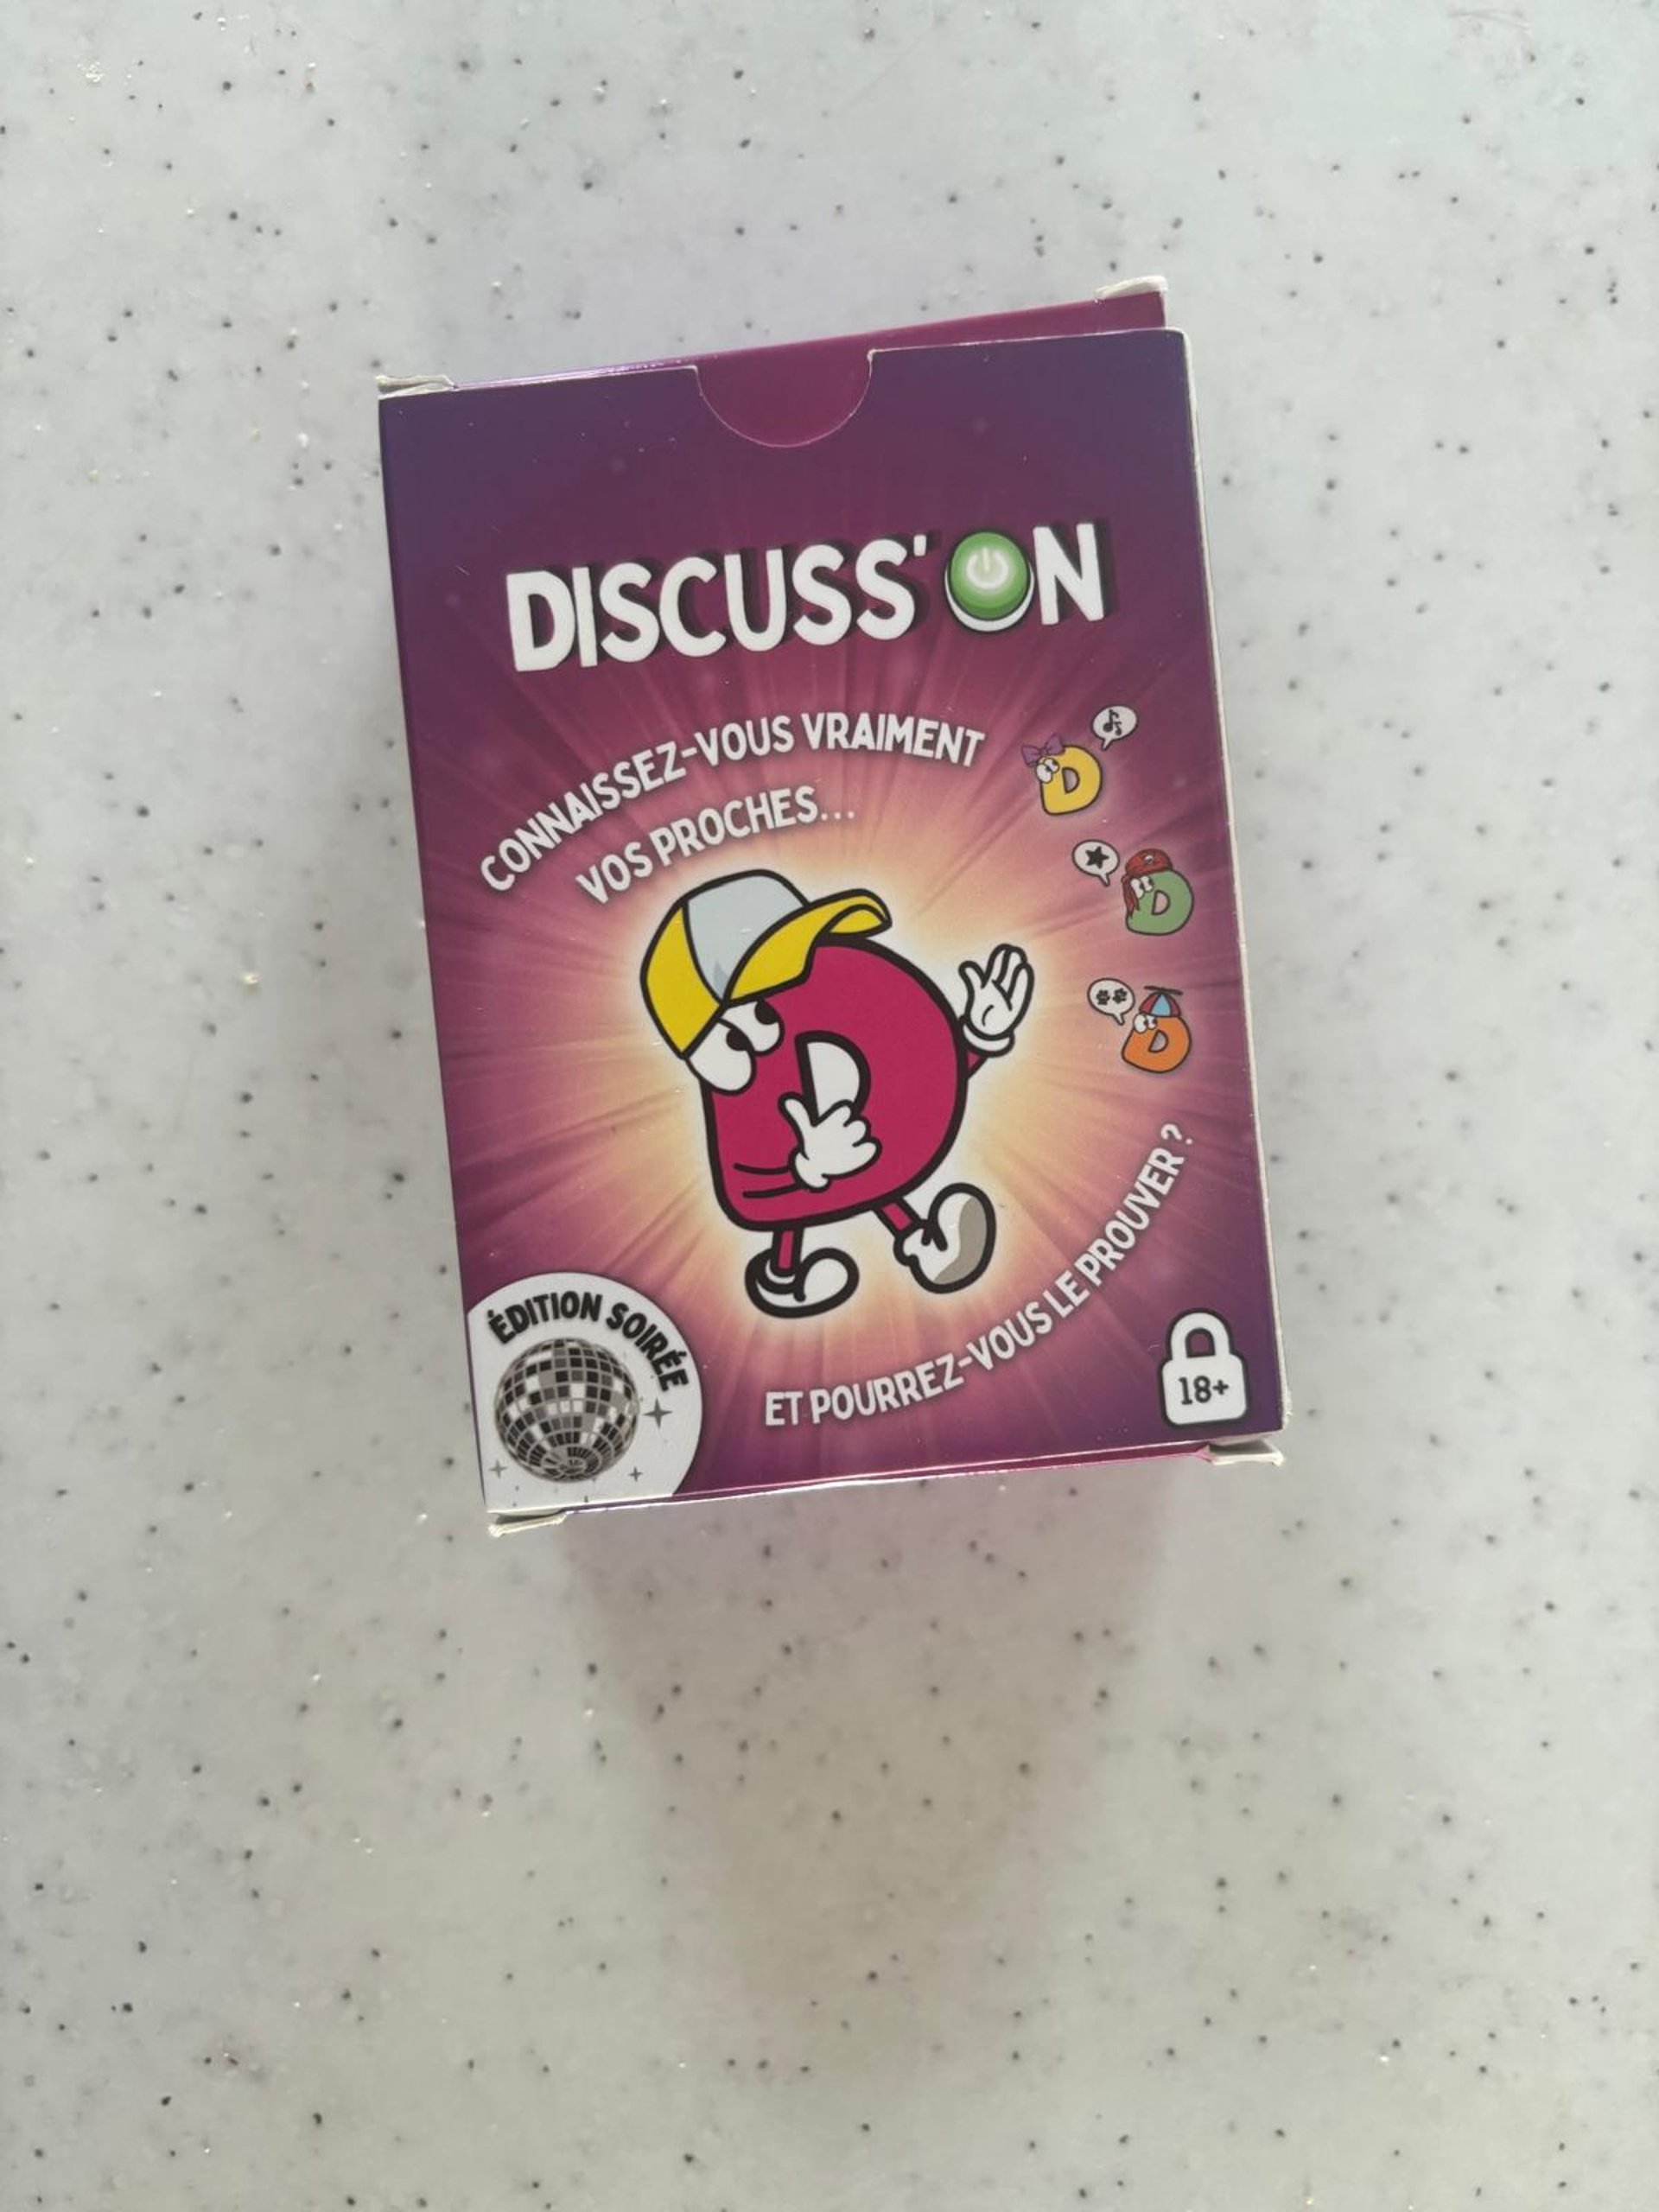 DISCUSS'ON
CONNAISSEZ-VOUS VRAIMENT
VOS PROCHES...
ET POURREZ-VOUS LE PROUVER ?
ÉDITION SOIRÉE
18+